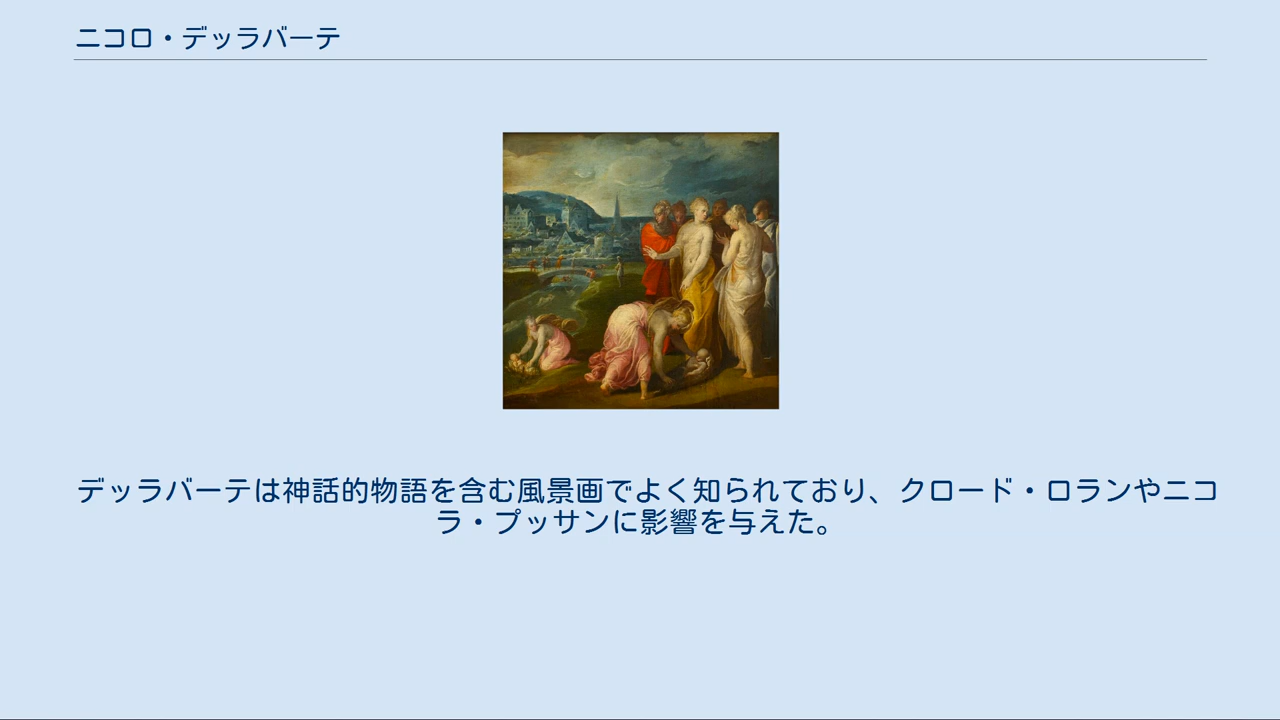 ニコロ・デッラバーテ
デッラバーテは神話的物語を含む風景画でよく知られており、クロード・ロランやニコ
ラ・プッサンに影響を与えた。